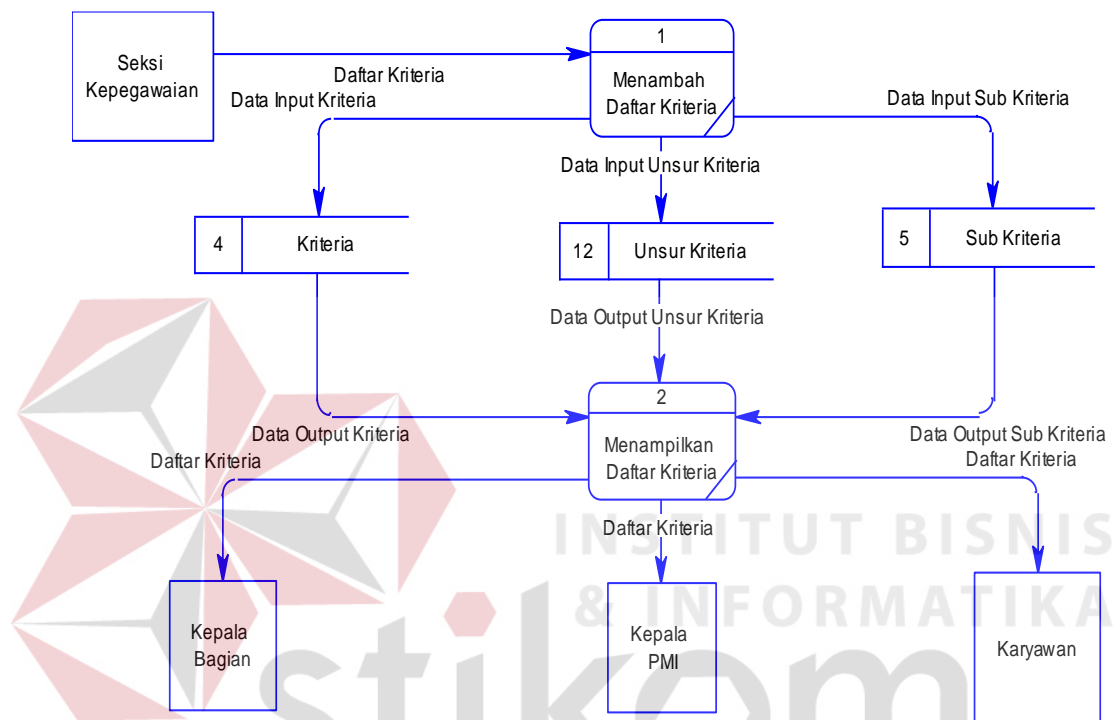 1
Seksi
Kepegawaian
Daftar Kriteria
Menambah
Daftar Kriteria
Data Input Kriteria
Data Input Sub Kriteria
Data Input Unsur Kriteria
4
Kriteria
12
Unsur Kriteria
5
Sub Kriteria
Data Output Unsur Kriteria
2
Data Output Kriteria
Menampilkan
Daftar Kriteria
Data Output Sub Kriteria
Daftar Kriteria
Daftar Kriteria
Daftar Kriteria
INSTITUT BISNIS
& INFORMATIKA
Kepala
Bagian
Kepala
PMI
Karyawan
stikom